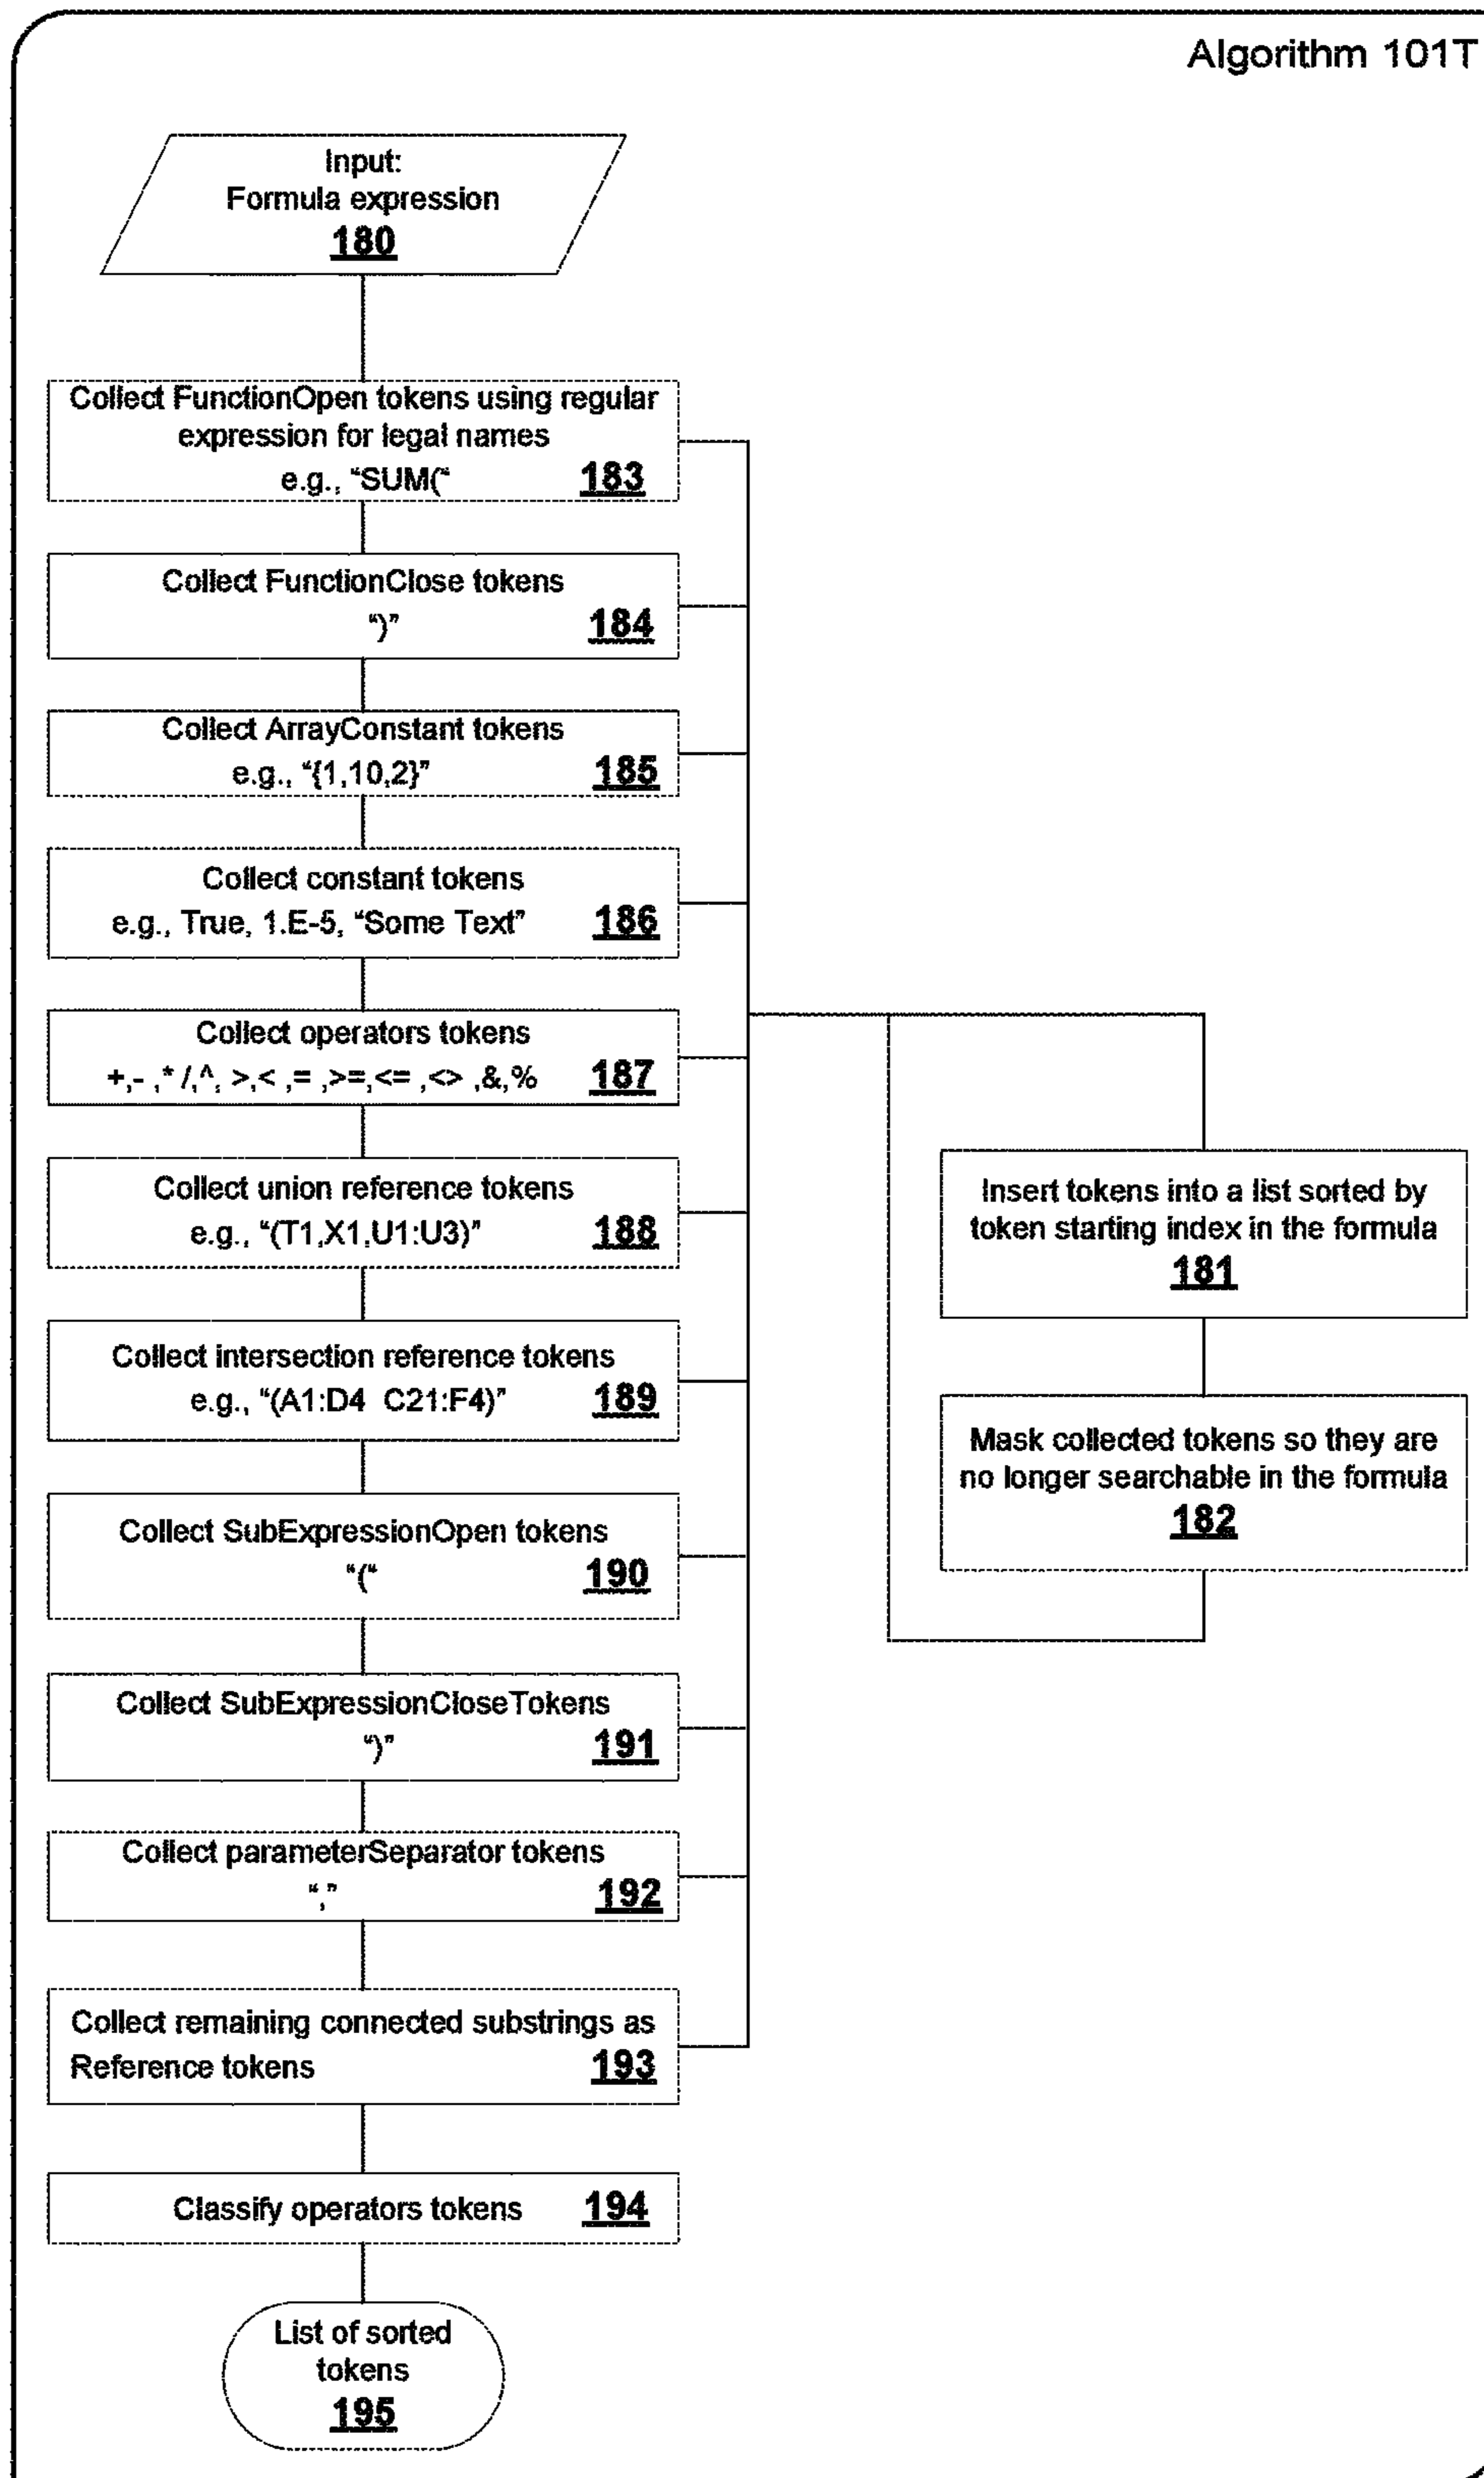 Algorithm 101T
Input:
Formula expression
180
Collect FunctionOpen tokens using regular
expression for legal names
e.g., “SUM(“ 183
Collect FunctionClose tokens
“)” 184
Collect ArrayConstant tokens
e.g., “{1,10,2}” 185
Collect constant tokens
e.g., True, 1.E-5, “Some Text” 186
Collect operators tokens
+,- ,* /,^, >,< ,= ,>=,<= ,<> ,&,% 187
Collect union reference tokens
e.g., “(T1,X1,U1:U3)” 188
Collect intersection reference tokens
e.g., “(A1:D4 C21:F4)” 189
Collect SubExpressionOpen tokens
“(“ 190
Collect SubExpressionCloseTokens
“)” 191
Collect parameterSeparator tokens
“,” 192
Collect remaining connected substrings as
Reference tokens 193
Classify operators tokens 194
List of sorted
tokens
195
Insert tokens into a list sorted by
token starting index in the formula
181
Mask collected tokens so they are
no longer searchable in the formula
182